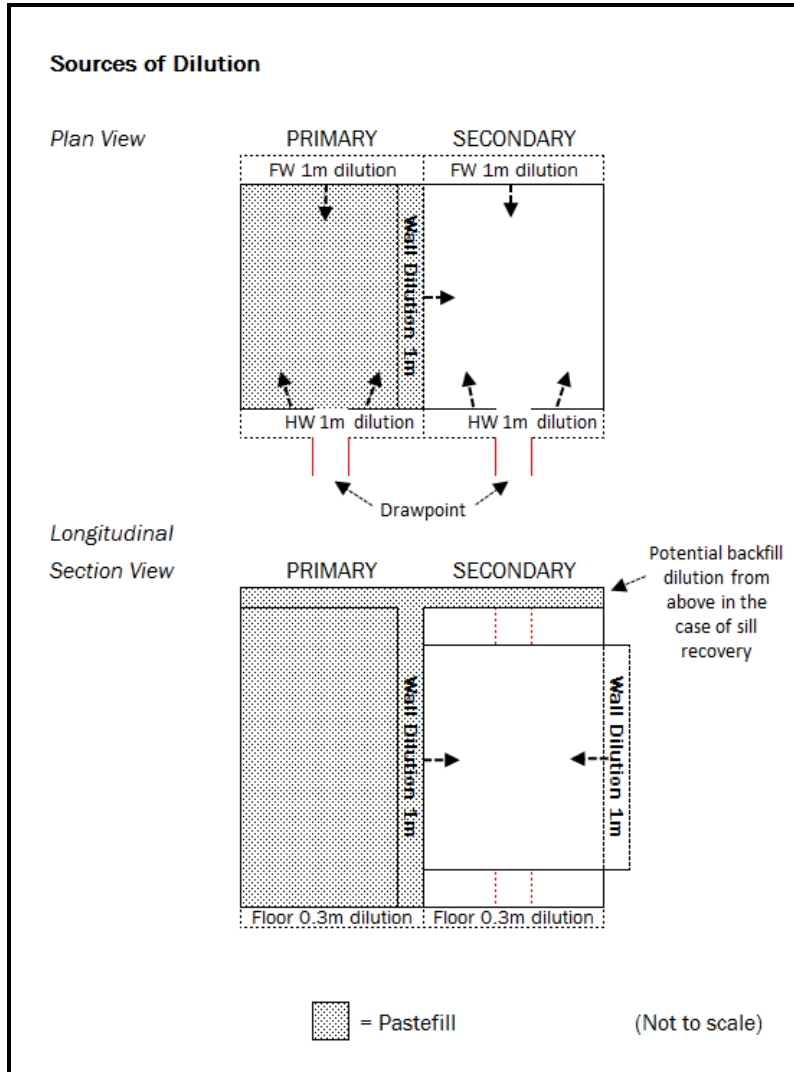 Sources of Dilution
Plan View
PRIMARY
SECONDARY
FW 1m dilution
FW 1m dilution
Wall Dilution 1m
HW 1m dilution
HW 1m dilution
Drawpoint
Longitudinal
Section View
PRIMARY
SECONDARY
Potential backfill
dilution from
above in the
case of sill
recovery
Wall Dilution 1m
Wall Dilution 1m
Floor 0.3m dilution
Floor 0.3m dilution
= Pastefill
(Not to scale)